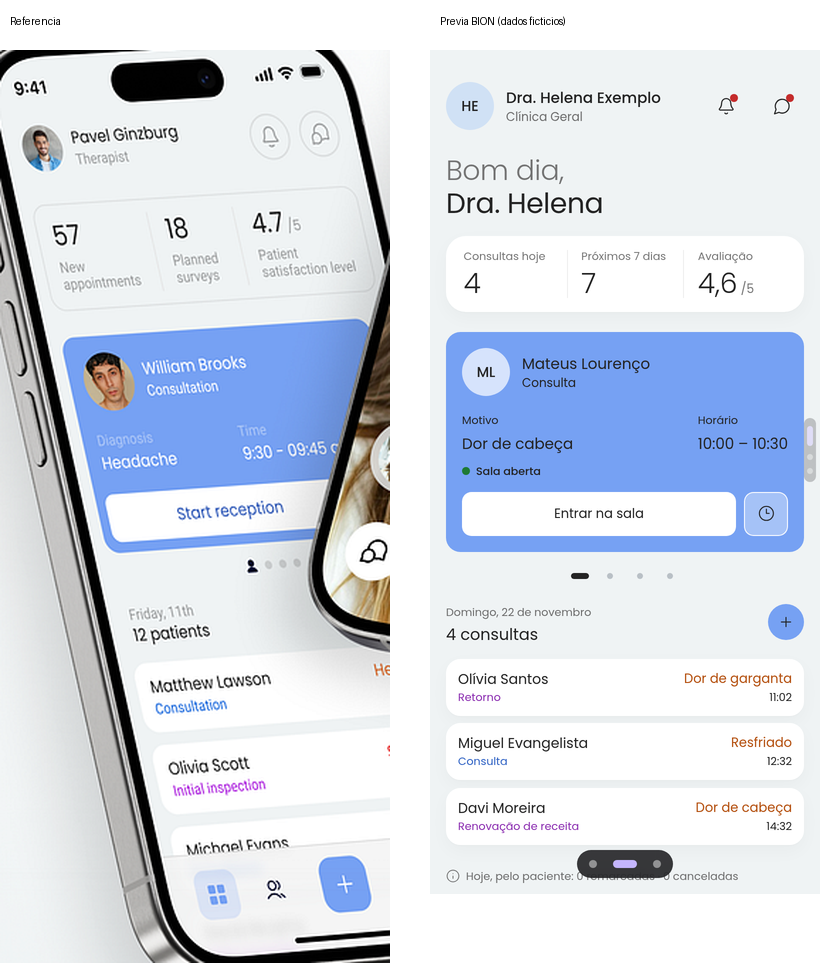 Referencia
9:41
Pavel Ginzburg
Therapist
57
18
4.7 /5
New appointments
Planned surveys
Patient satisfaction level
William Brooks
Consultation
Diagnosis
Time
Headache
9:30 - 09:45
Start reception
Friday, 11th
12 patients
Matthew Lawson
Consultation
Olivia Scott
Initial inspection
Michael Evans
Previa BION (dados ficticios)
HE
Dra. Helena Exemplo
Clínica Geral
Bom dia,
Dra. Helena
Consultas hoje
Próximos 7 dias
Avaliação
4
7
4,6 /5
ML
Mateus Lourenço
Consulta
Motivo
Horário
Dor de cabeça
10:00 – 10:30
Sala aberta
Entrar na sala
Domingo, 22 de novembro
4 consultas
Olívia Santos
Dor de garganta
Retorno
11:02
Miguel Evangelista
Resfriado
Consulta
12:32
Davi Moreira
Dor de cabeça
Renovação de receita
14:32
Hoje, pelo paciente: 0 canceladas